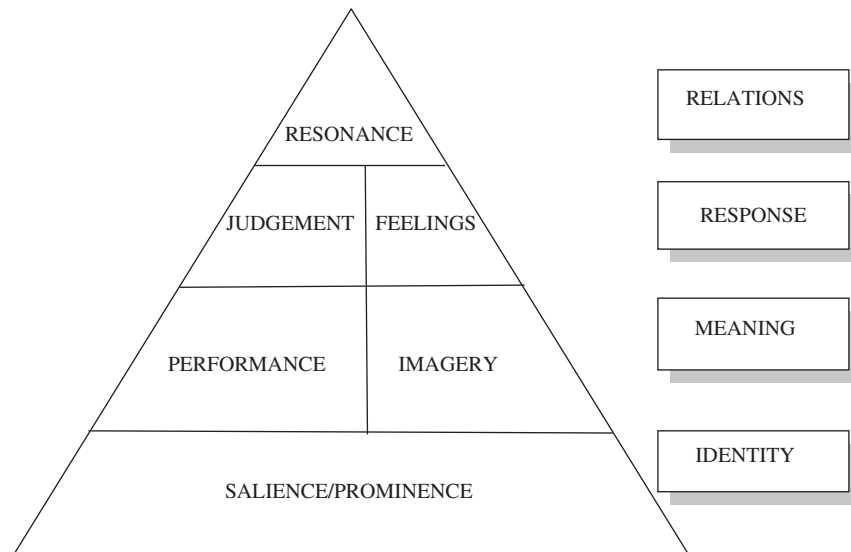 RELATIONS
RESONANCE
RESPONSE
JUDGEMENT FEELINGS
MEANING
PERFORMANCE IMAGERY
IDENTITY
SALIENCE/PROMINENCE